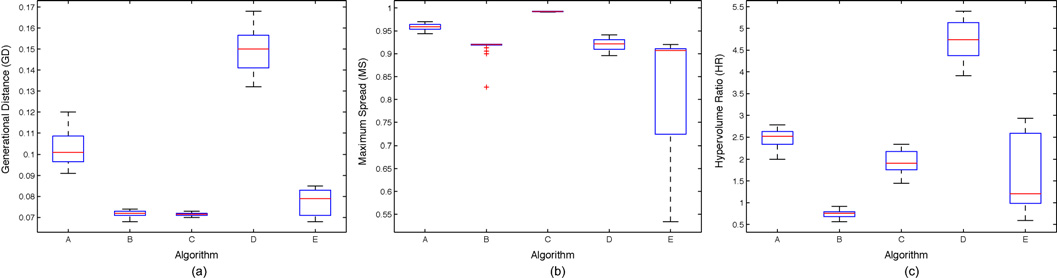 Generational Distance (GD)
0.17
0.16
0.15
0.14
0.13
0.12
0.11
0.1
0.09
0.08
0.07
A B C D E
Algorithm
(a)
Maximum Spread (MS)
1
0.95
0.9
0.85
0.8
0.75
0.7
0.65
0.6
0.55
A B C D E
Algorithm
(b)
Hypervolume Ratio (HR)
5.5
5
4.5
4
3.5
3
2.5
2
1.5
1
0.5
A B C D E
Algorithm
(c)